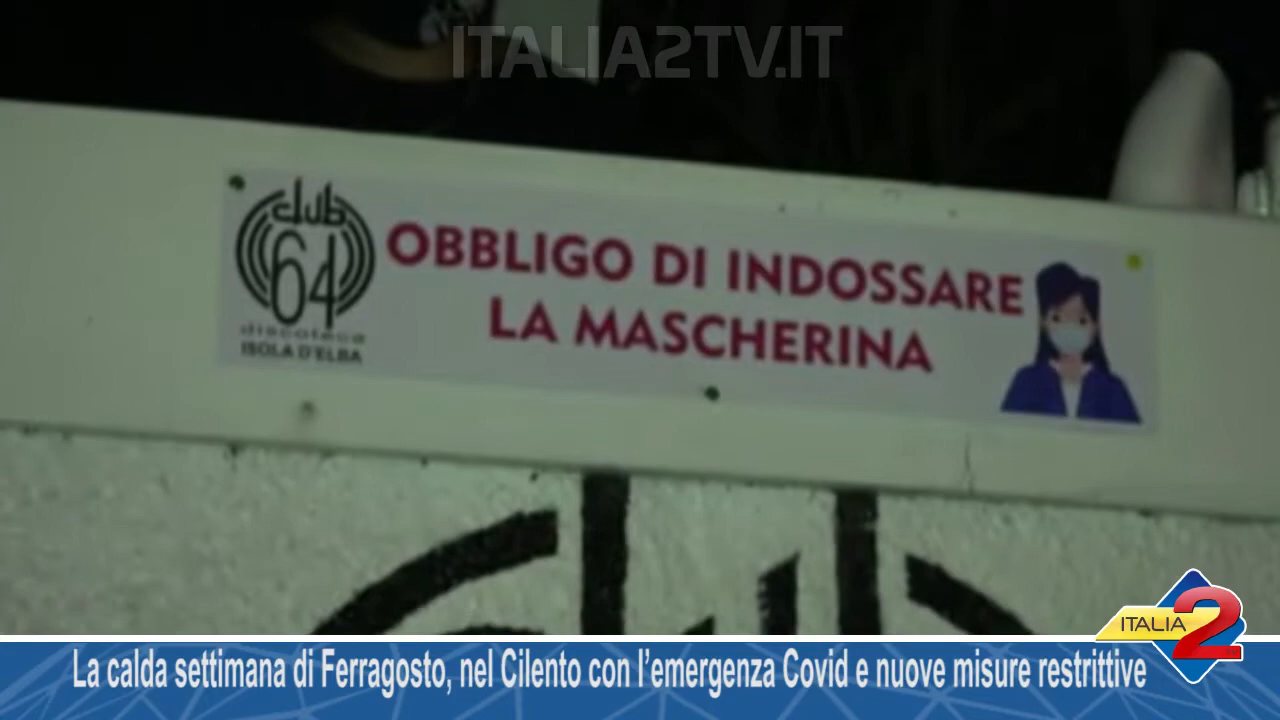 ITALIA2TV.IT
club
64
discoteca
ISOLA D'ELBA
OBBLIGO DI INDOSSARE
LA MASCHERINA
ITALIA 2
La calda settimana di Ferragosto, nel Cilento con l'emergenza Covid e nuove misure restrittive